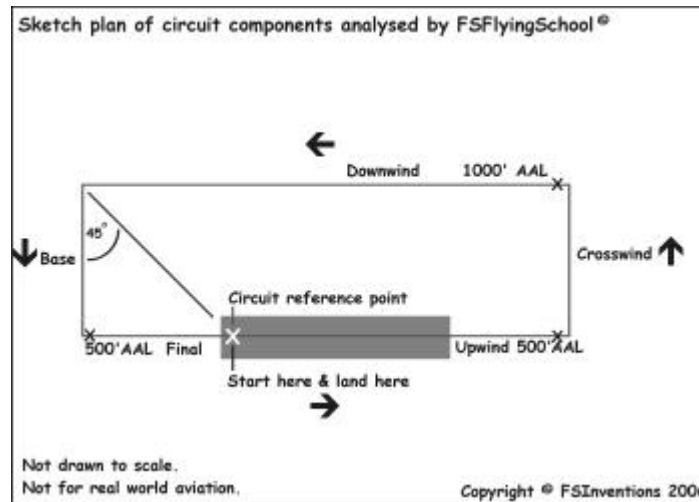 Sketch plan of circuit components analysed by FSFlyingSchool©
Downwind 1000' AAL
45°
Base
Crosswind
Circuit reference point
500'AAL Final
Upwind 500'AAL
Start here & land here
Not drawn to scale.
Not for real world aviation.
Copyright © FSInventions